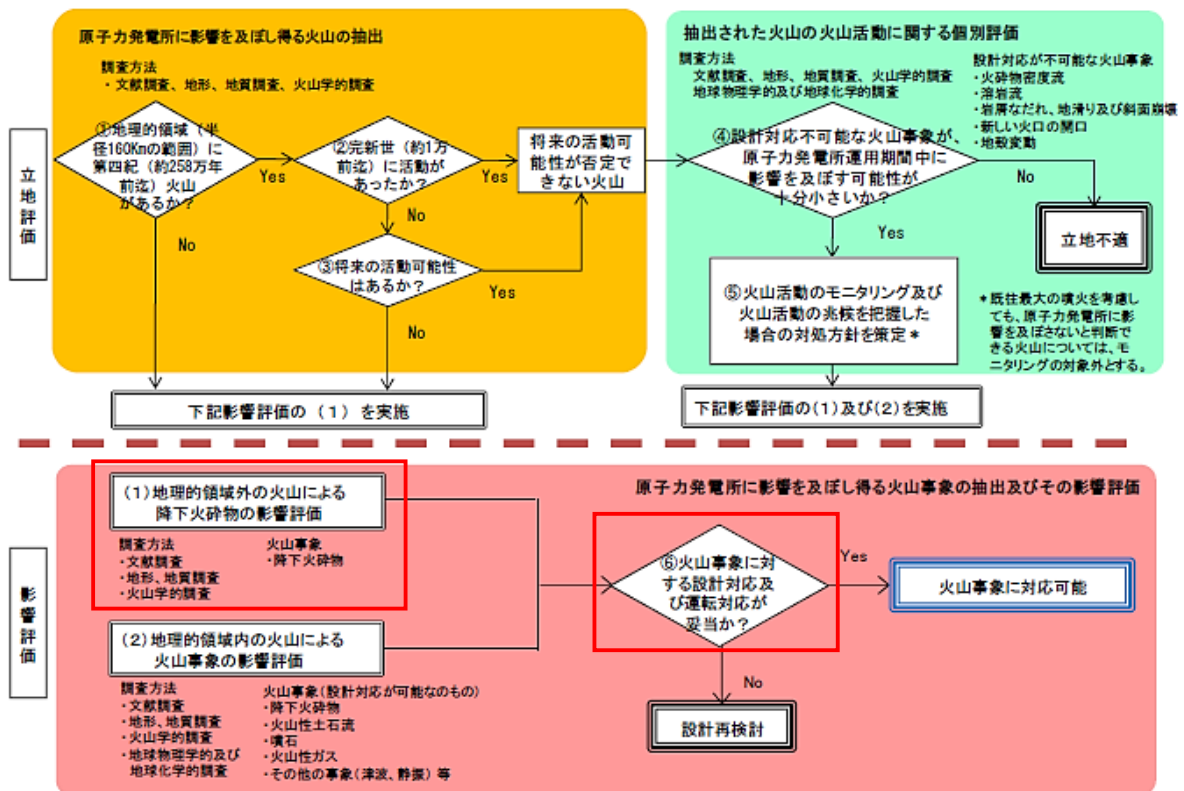 原子力発電所に影響を及ぼし得る火山の抽出
調査方法
・文献調査、地形、地質調査、火山学的調査
立地評価
①地理的領域(半
径160Kmの範囲)に
第四紀(約258万年
前迄)火山
があるか?
Yes
No
②完新世(約1万
前迄)に活動が
あったか?
Yes
No
将来の活動可
能性が否定で
きない火山
③将来の活動可能性
はあるか?
Yes
No
下記影響評価の(1)を実施
抽出された火山の火山活動に関する個別評価
調査方法
文献調査、地形、地質調査、火山学的調査
地球物理学的及び地球化学的調査
設計対応が不可能な火山事象
・火砕物密度流
・溶岩流
・岩屑なだれ、地滑り及び斜面崩壊
・新しい火口の開口
・地殻変動
④設計対応不可能な火山事象が、
原子力発電所運用期間中に
影響を及ぼす可能性が
十分小さいか?
No
Yes
立地不適
⑤火山活動のモニタリング及び
火山活動の兆候を把握した
場合の対処方針を策定*
*既往最大の噴火を考慮し
ても、原子力発電所に影
響を及ぼさないと判断で
きる火山については、モ
ニタリングの対象外とする。
下記影響評価の(1)及び(2)を実施
影響評価
原子力発電所に影響を及ぼし得る火山事象の抽出及びその影響評価
(1)地理的領域外の火山による
降下火砕物の影響評価
調査方法
・文献調査
・地形、地質調査
・火山学的調査
火山事象
・降下火砕物
(2)地理的領域内の火山による
火山事象の影響評価
調査方法
・文献調査
・地形、地質調査
・火山学的調査
・地球物理学的及び
地球化学的調査
火山事象(設計対応が可能なのもの)
・降下火砕物
・火山性土石流
・噴石
・火山性ガス
・その他の事象(津波、静振)等
⑥火山事象に対
する設計対応及
び運転対応が
妥当か?
Yes
No
火山事象に対応可能
設計再検討